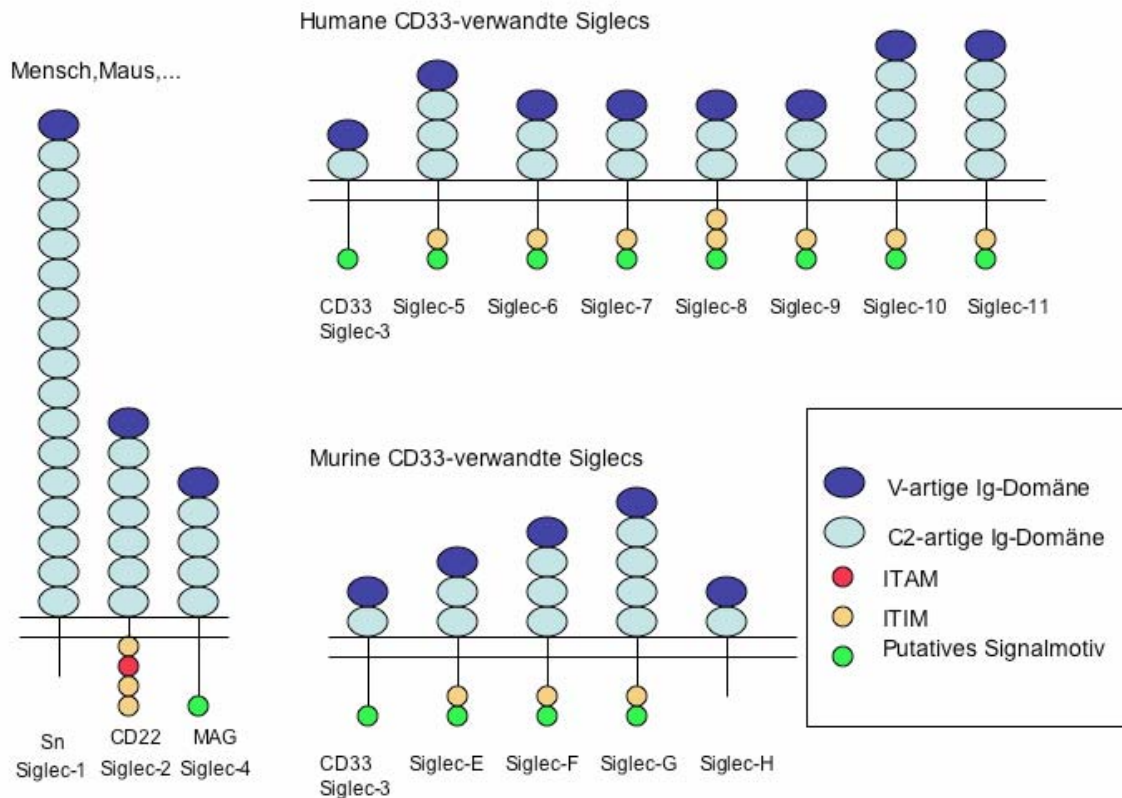 Humane CD33-verwandte Siglecs
Mensch,Maus,...
CD33
Siglec-3
Siglec-5
Siglec-6
Siglec-7
Siglec-8
Siglec-9
Siglec-10
Siglec-11
Murine CD33-verwandte Siglecs
V-artige Ig-Domäne
C2-artige Ig-Domäne
ITAM
ITIM
Putatives Signalmotiv
Sn
Siglec-1
CD22
Siglec-2
MAG
Siglec-4
CD33
Siglec-3
Siglec-E
Siglec-F
Siglec-G
Siglec-H